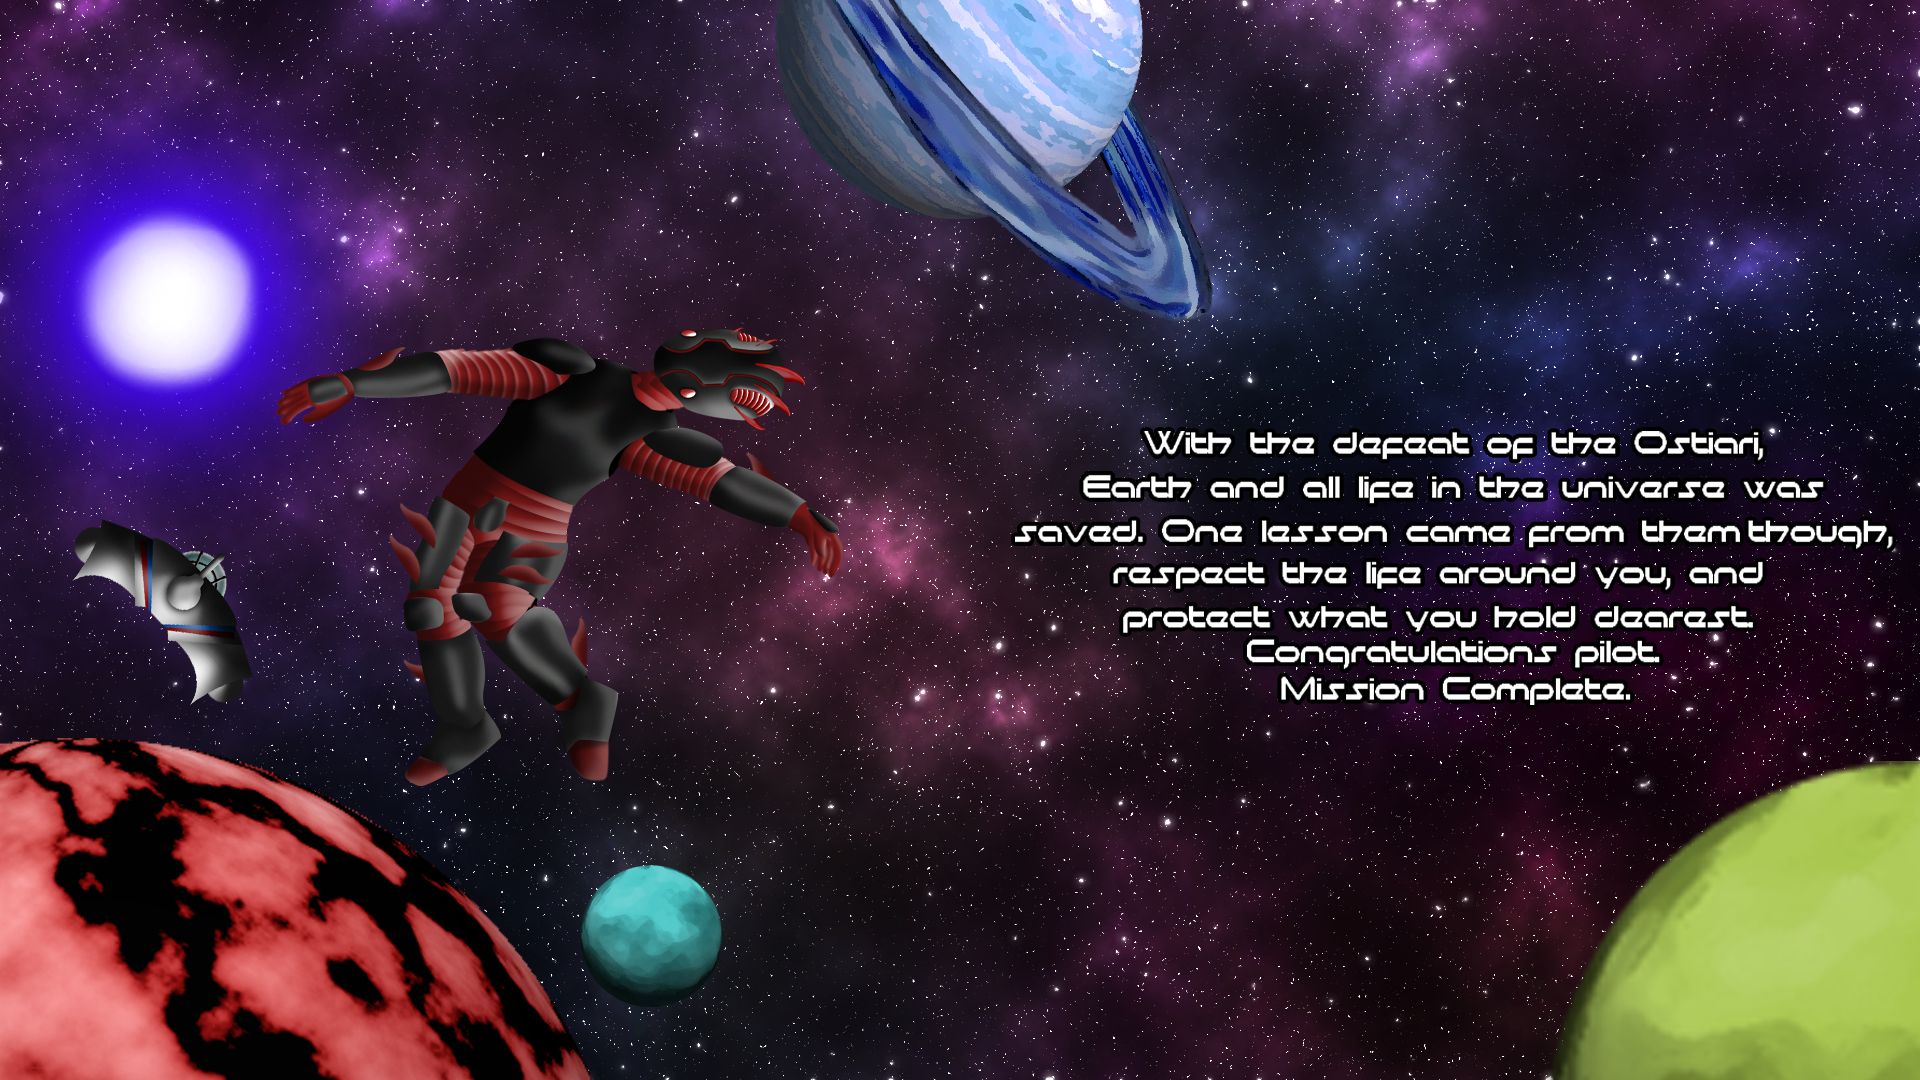 With the defeat of the Ostiari,
Earth and all life in the universe was
saved. One lesson came from them though,
respect the life around you, and
protect what you hold dearest.
Congratulations pilot.
Mission Complete.